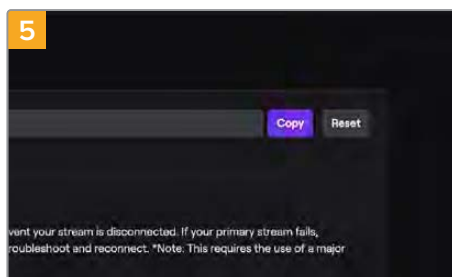 5
Copy Reset
vent your stream is disconnected. If your primary stream fails,
roubleshoot and reconnect. *Note: This requires the use of a major